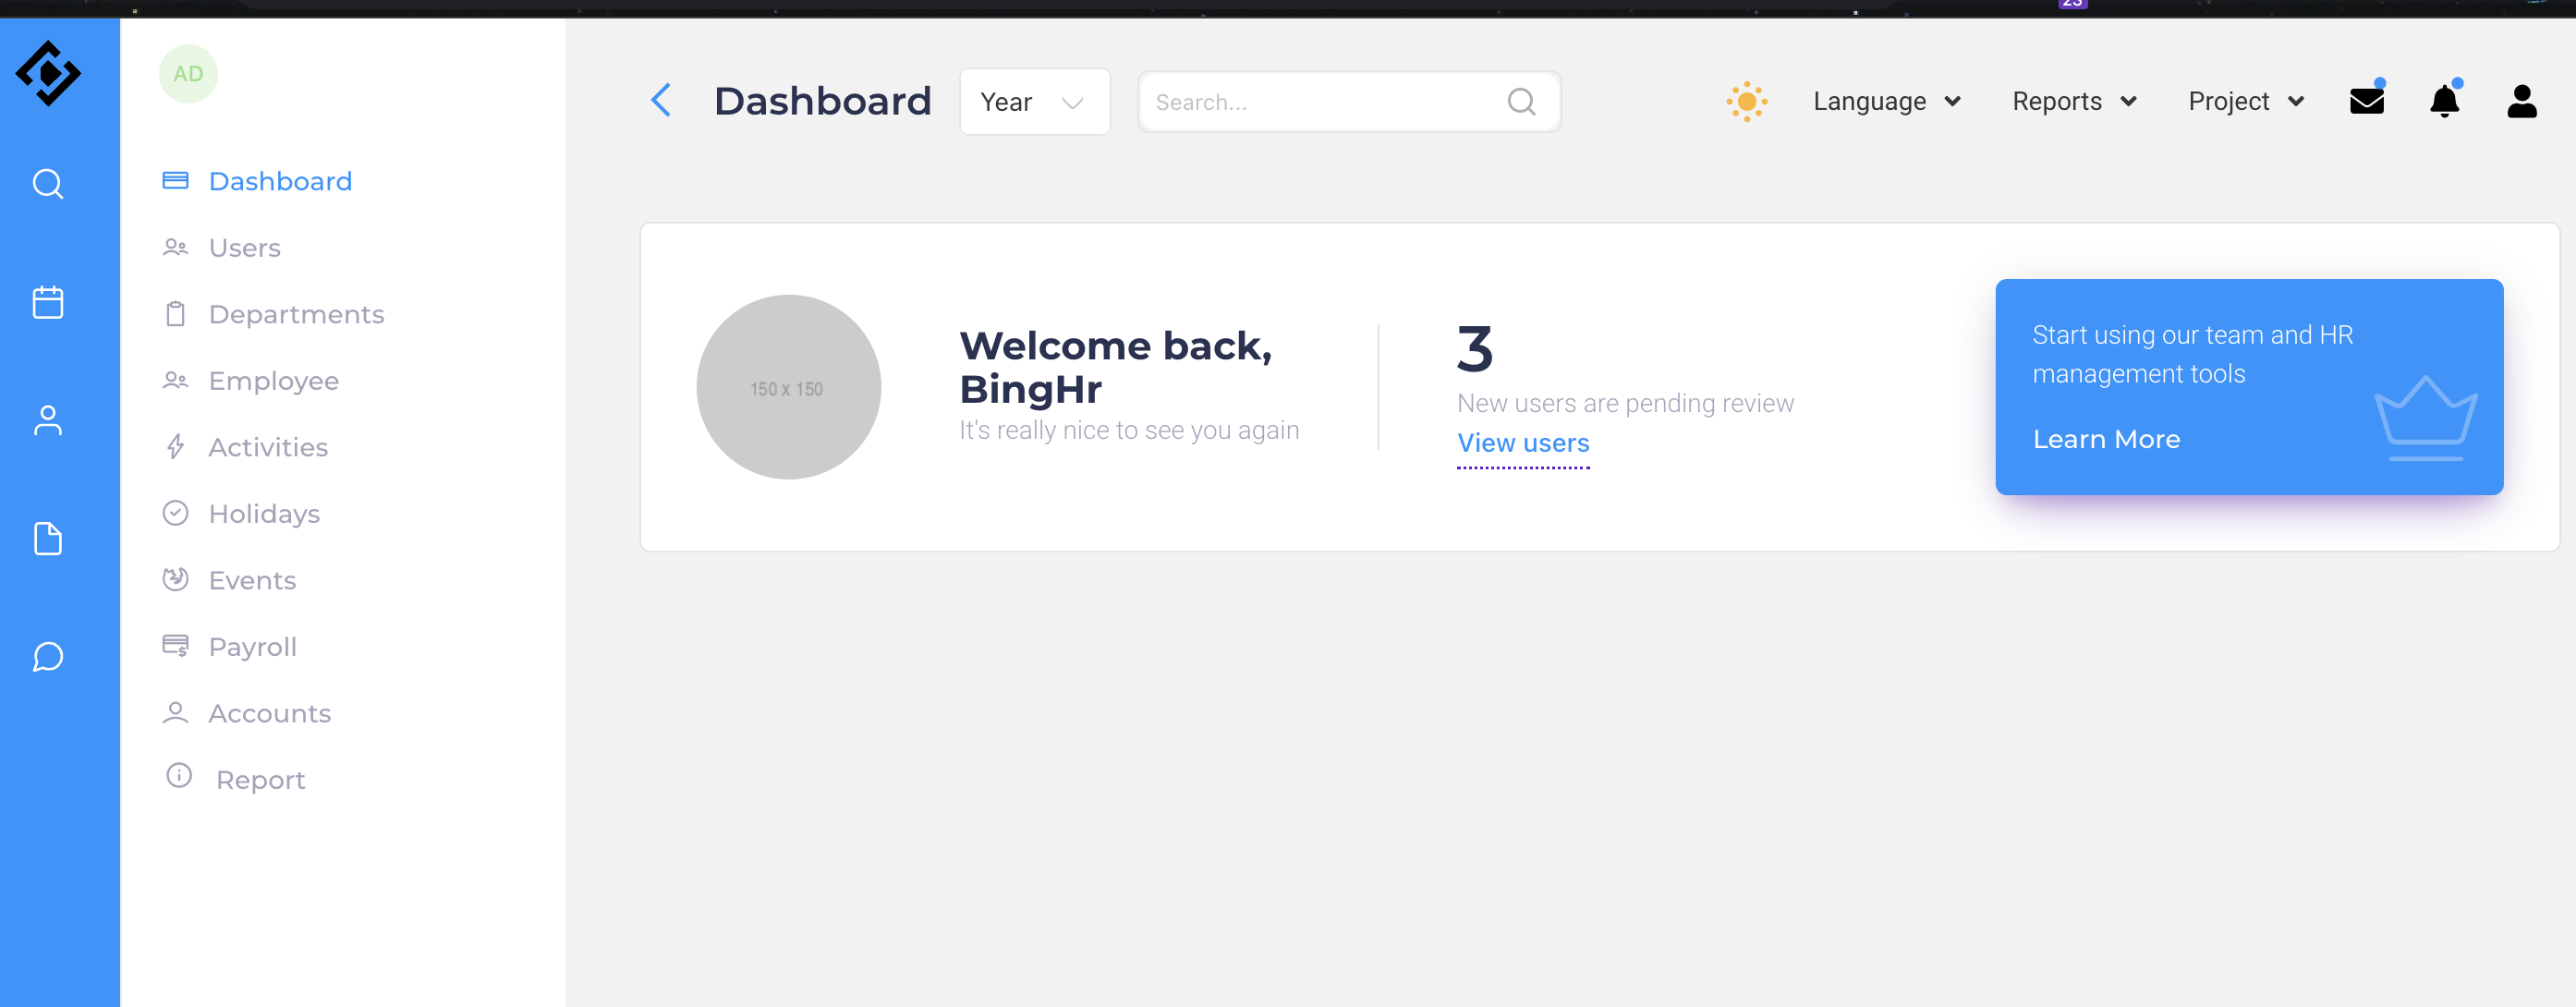 23
AD
Dashboard
Users
Departments
Employee
Activities
Holidays
Events
Payroll
Accounts
Report
Dashboard
Year
Search...
Language
Reports
Project
150 x 150
Welcome back,
BingHr
It's really nice to see you again
3
New users are pending review
View users
Start using our team and HR
management tools
Learn More